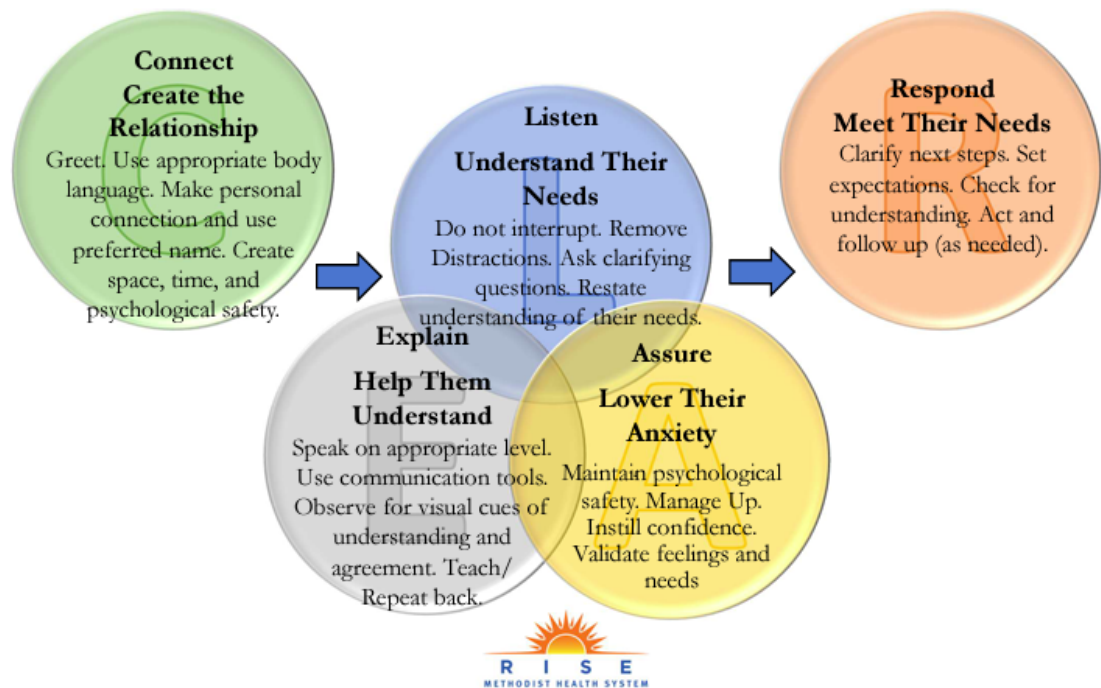 C
Connect
Create the
Relationship
Greet. Use appropriate body
language. Make personal
connection and use
preferred name. Create
space, time, and
psychological safety.
L
Listen
Understand Their
Needs
Do not interrupt. Remove
Distractions. Ask clarifying
questions. Restate
understanding of their needs.
E
Explain
Help Them
Understand
Speak on appropriate level.
Use communication tools.
Observe for visual cues of
understanding and
agreement. Teach/
Repeat back.
A
Assure
Lower Their
Anxiety
Maintain psychological
safety. Manage Up.
Instill confidence.
Validate feelings and
needs
R
Respond
Meet Their Needs
Clarify next steps. Set
expectations. Check for
understanding. Act and
follow up (as needed).
RISE
METHODIST HEALTH SYSTEM